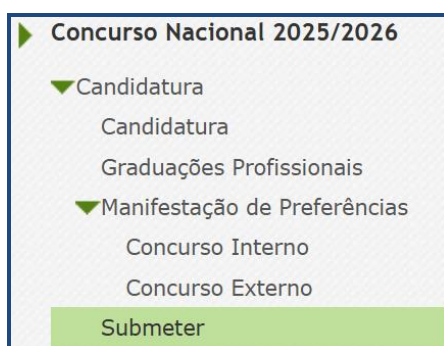 Concurso Nacional 2025/2026
Candidatura
Candidatura
Graduações Profissionais
Manifestação de Preferências
Concurso Interno
Concurso Externo
Submeter